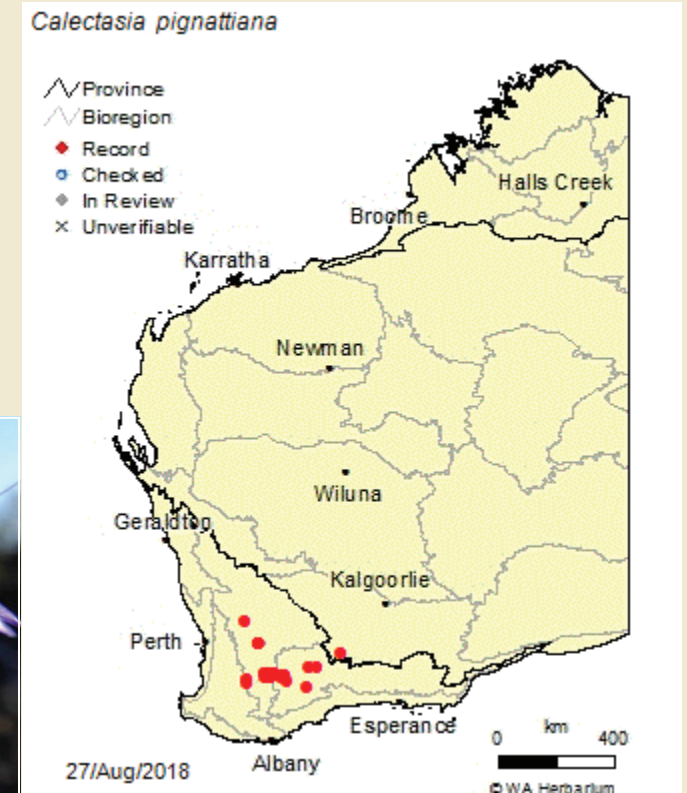 Calectasia pignattiana
Province
Bioregion
Record
Checked
In Review
Unverifiable
Halls Creek
Broome
Karratha
Newman
Wiluna
Geraldton
Kalgoorlie
Perth
Esperance
km
0 400
Albany
27/Aug/2018
© WA Herbarium